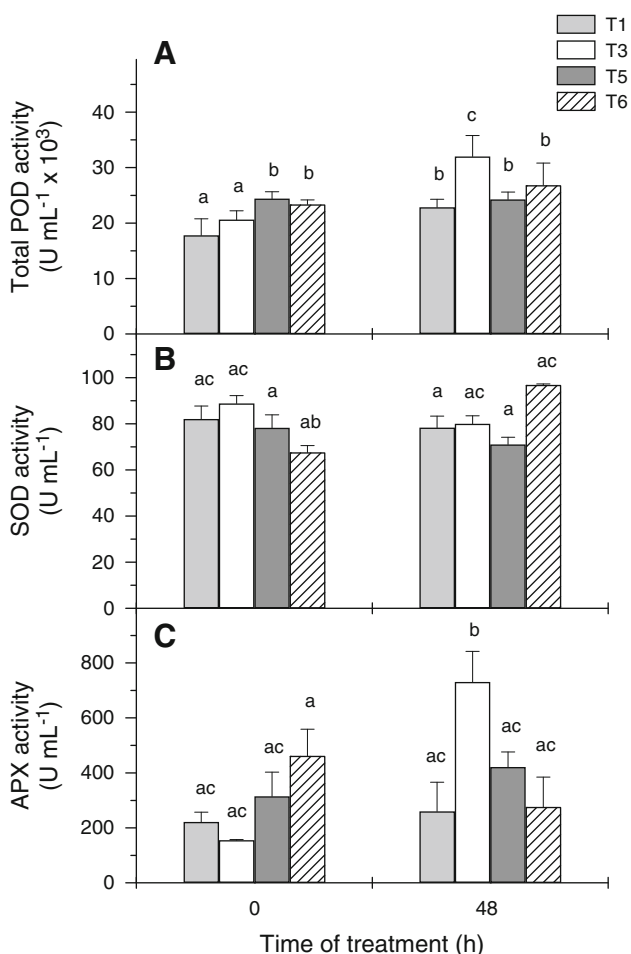 T1
T3
T5
T6
A
Total POD activity
(U mL-1 x 103)
40
30
20
10
0
a a b b
b c b b
B
SOD activity
(U mL-1)
100
80
60
40
20
0
ac ac a ab
a ac a ac
C
APX activity
(U mL-1)
800
600
400
200
0
ac ac ac a
ac b ac ac
0 48
Time of treatment (h)